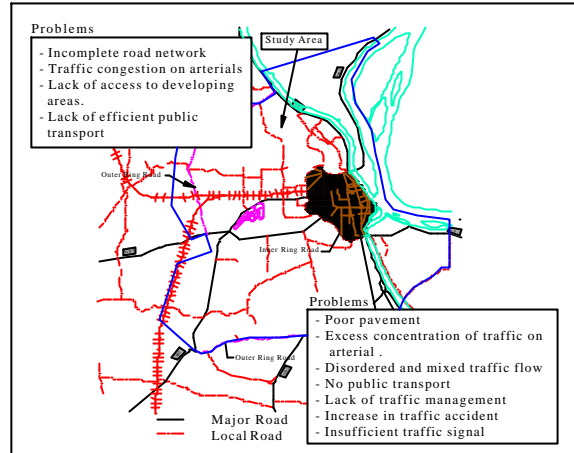 Problems
- Incomplete road network
- Traffic congestion on arterials
- Lack of access to developing
areas.
- Lack of efficient public
transport
Study Area
Outer Ring Road
Inner Ring Road
Outer Ring Road
Problems
- Poor pavement
- Excess concentration of traffic on
arterial .
- Disordered and mixed traffic flow
- No public transport
- Lack of traffic management
- Increase in traffic accident
- Insufficient traffic signal
Major Road
Local Road